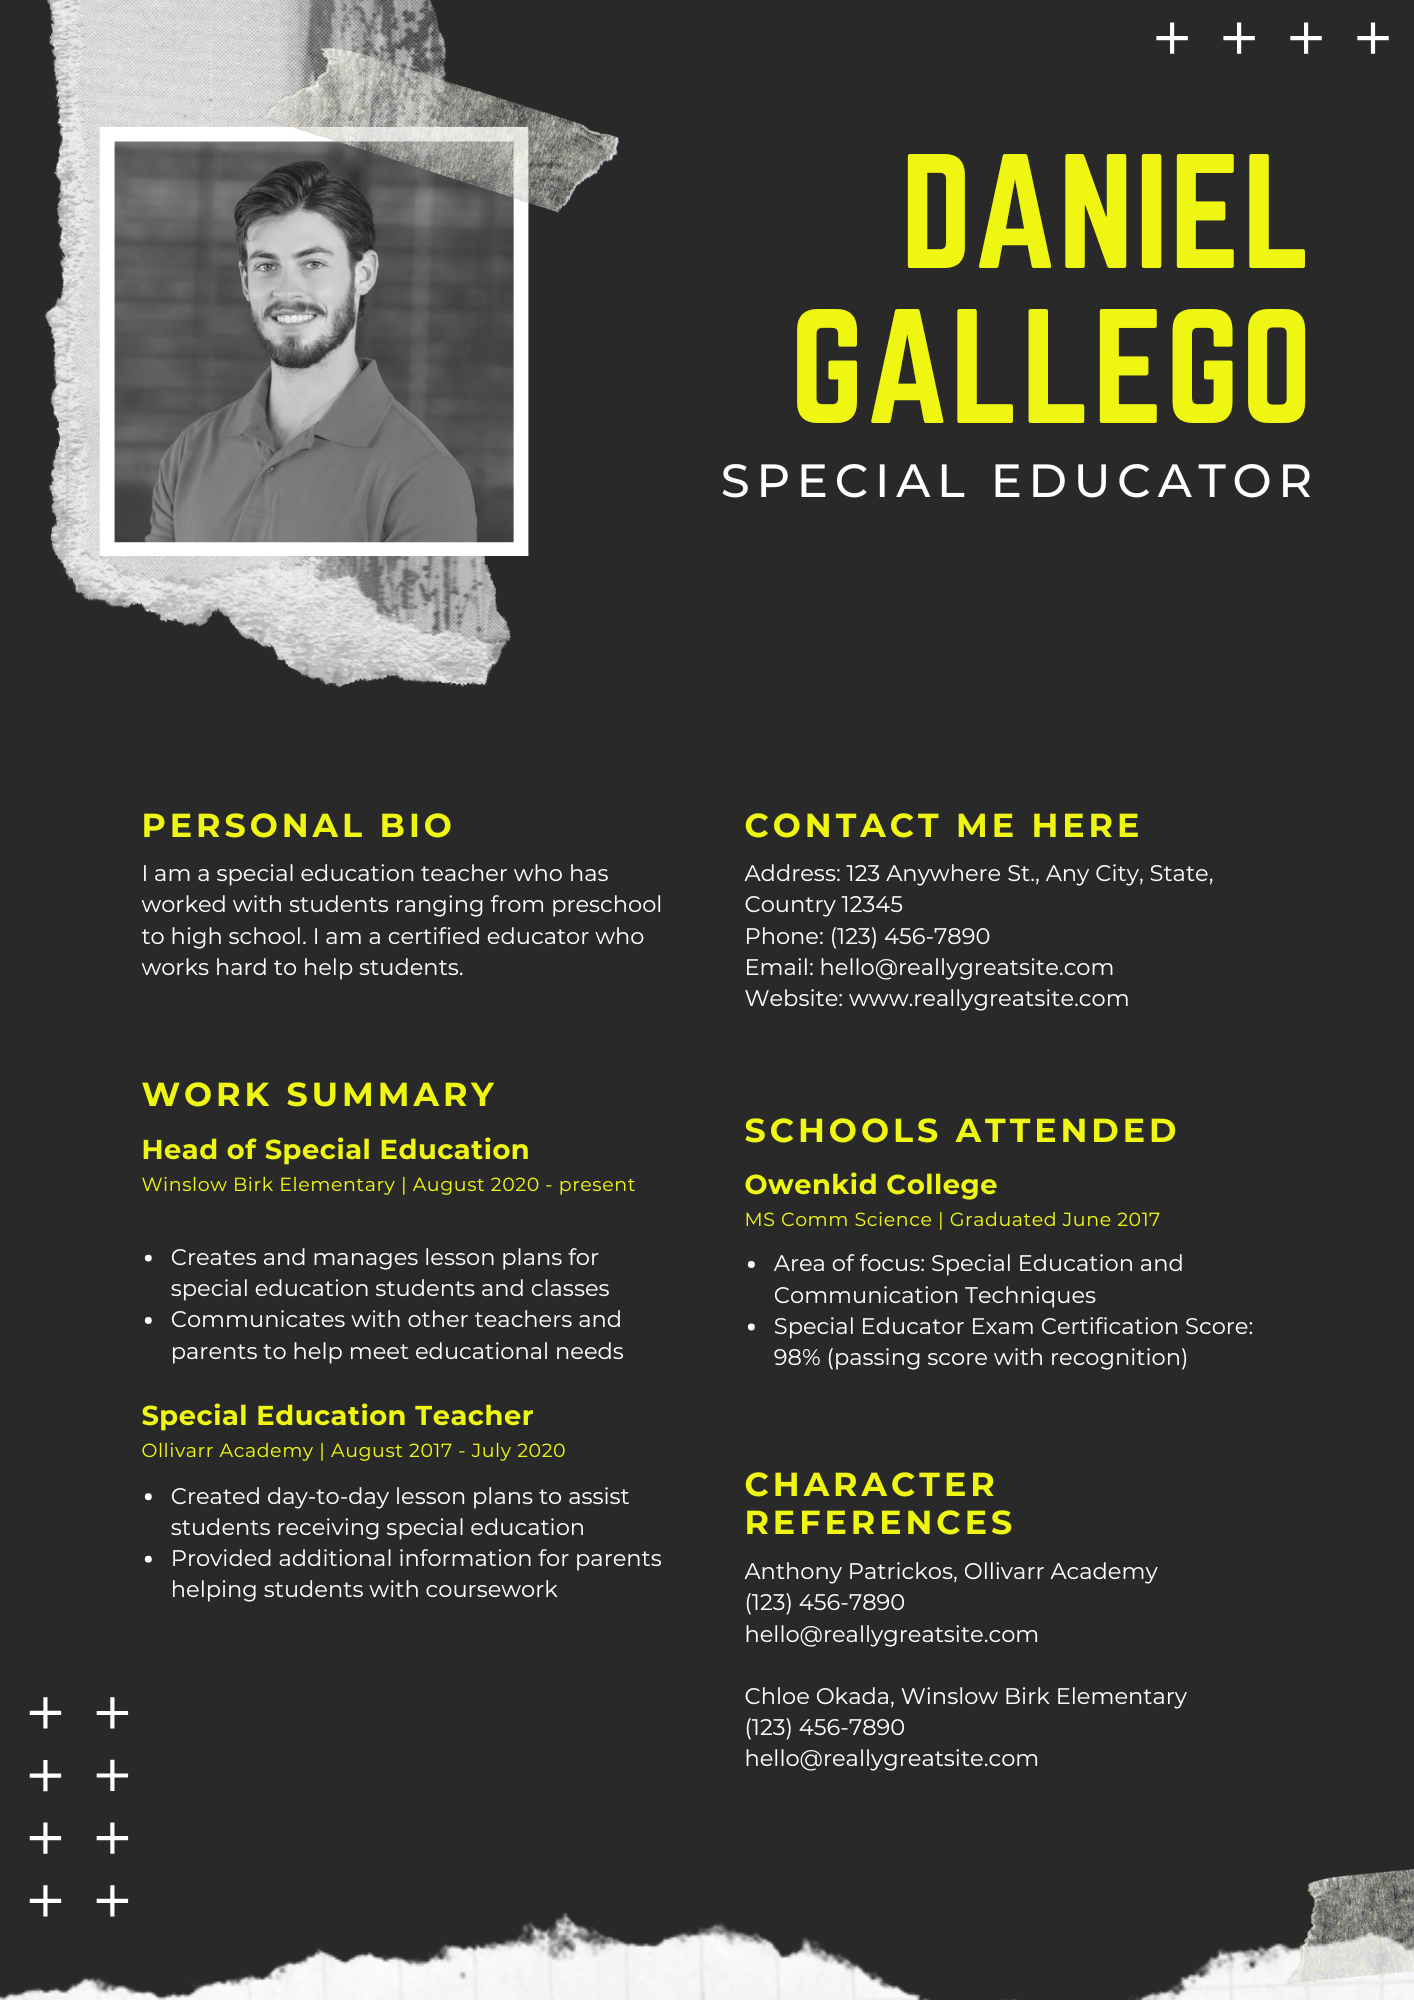 DANIEL
GALLEGO
SPECIAL EDUCATOR
PERSONAL BIO
I am a special education teacher who has
worked with students ranging from preschool
to high school. I am a certified educator who
works hard to help students.
WORK SUMMARY
Head of Special Education
Winslow Birk Elementary | August 2020 - present
• Creates and manages lesson plans for
special education students and classes
• Communicates with other teachers and
parents to help meet educational needs
Special Education Teacher
Ollivarr Academy | August 2017 - July 2020
• Created day-to-day lesson plans to assist
students receiving special education
• Provided additional information for parents
helping students with coursework
CONTACT ME HERE
Address: 123 Anywhere St., Any City, State,
Country 12345
Phone: (123) 456-7890
Email: hello@reallygreatsite.com
Website: www.reallygreatsite.com
SCHOOLS ATTENDED
Owenkid College
MS Comm Science | Graduated June 2017
• Area of focus: Special Education and
Communication Techniques
• Special Educator Exam Certification Score:
98% (passing score with recognition)
CHARACTER
REFERENCES
Anthony Patrickos, Ollivarr Academy
(123) 456-7890
hello@reallygreatsite.com
Chloe Okada, Winslow Birk Elementary
(123) 456-7890
hello@reallygreatsite.com